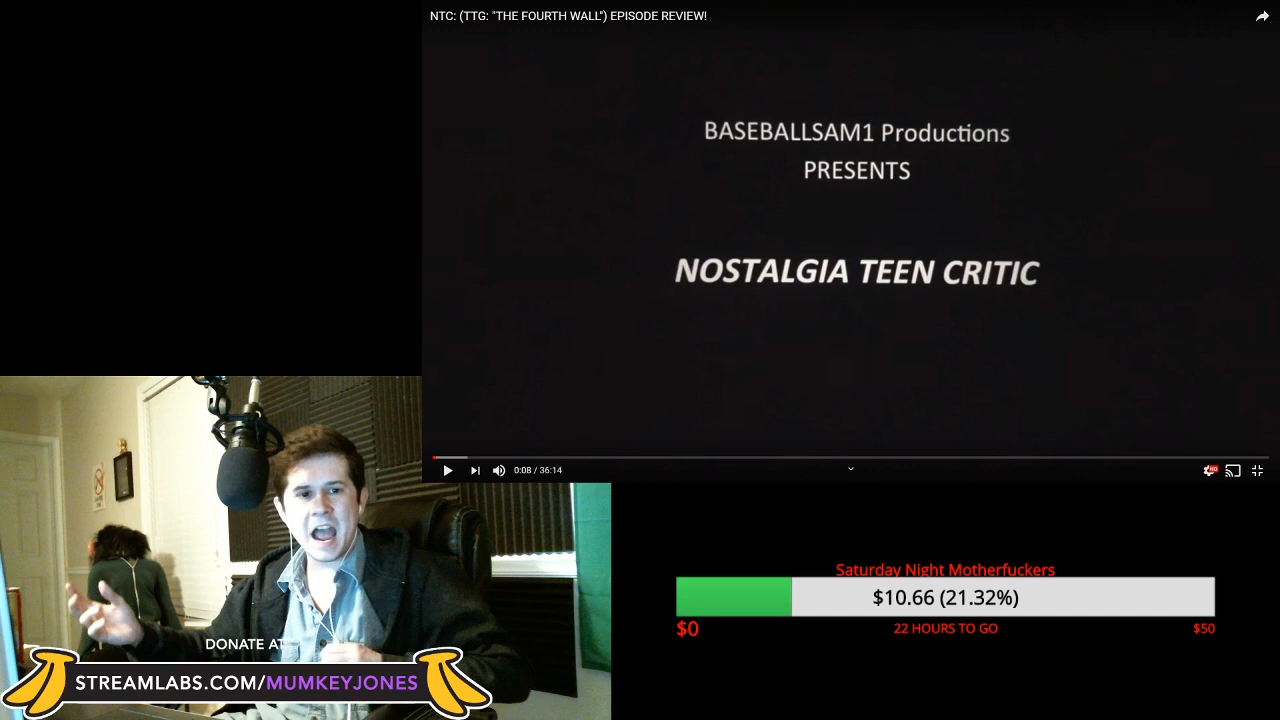 NTC: (TTG: "THE FOURTH WALL") EPISODE REVIEW!
BASEBALLSAM1 Productions
PRESENTS
NOSTALGIA TEEN CRITIC
0:08 / 36:14
HD
Saturday Night Motherfuckers
$10.66 (21.32%)
$0
22 HOURS TO GO
$50
DONATE AT
STREAMLABS.COM/MUMKEYJONES